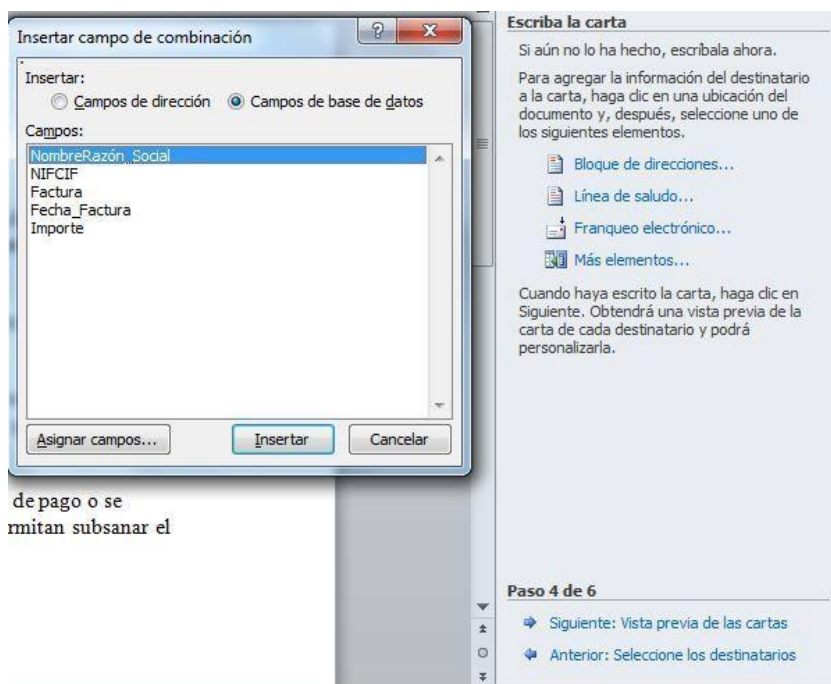 Insertar campo de combinación
Insertar:
Campos de dirección Campos de base de datos
Campos:
NombreRazón_Social
NIFCIF
Factura
Fecha_Factura
Importe
Asignar campos...
Insertar
Cancelar
de pago o se
rmitan subsanar el
Escriba la carta
Si aún no lo ha hecho, escríbala ahora.
Para agregar la información del destinatario
a la carta, haga clic en una ubicación del
documento y, después, seleccione uno de
los siguientes elementos.
Bloque de direcciones...
Línea de saludo...
Franqueo electrónico...
Más elementos...
Cuando haya escrito la carta, haga clic en
Siguiente. Obtendrá una vista previa de la
carta de cada destinatario y podrá
personalizarla.
Paso 4 de 6
Siguiente: Vista previa de las cartas
Anterior: Seleccione los destinatarios